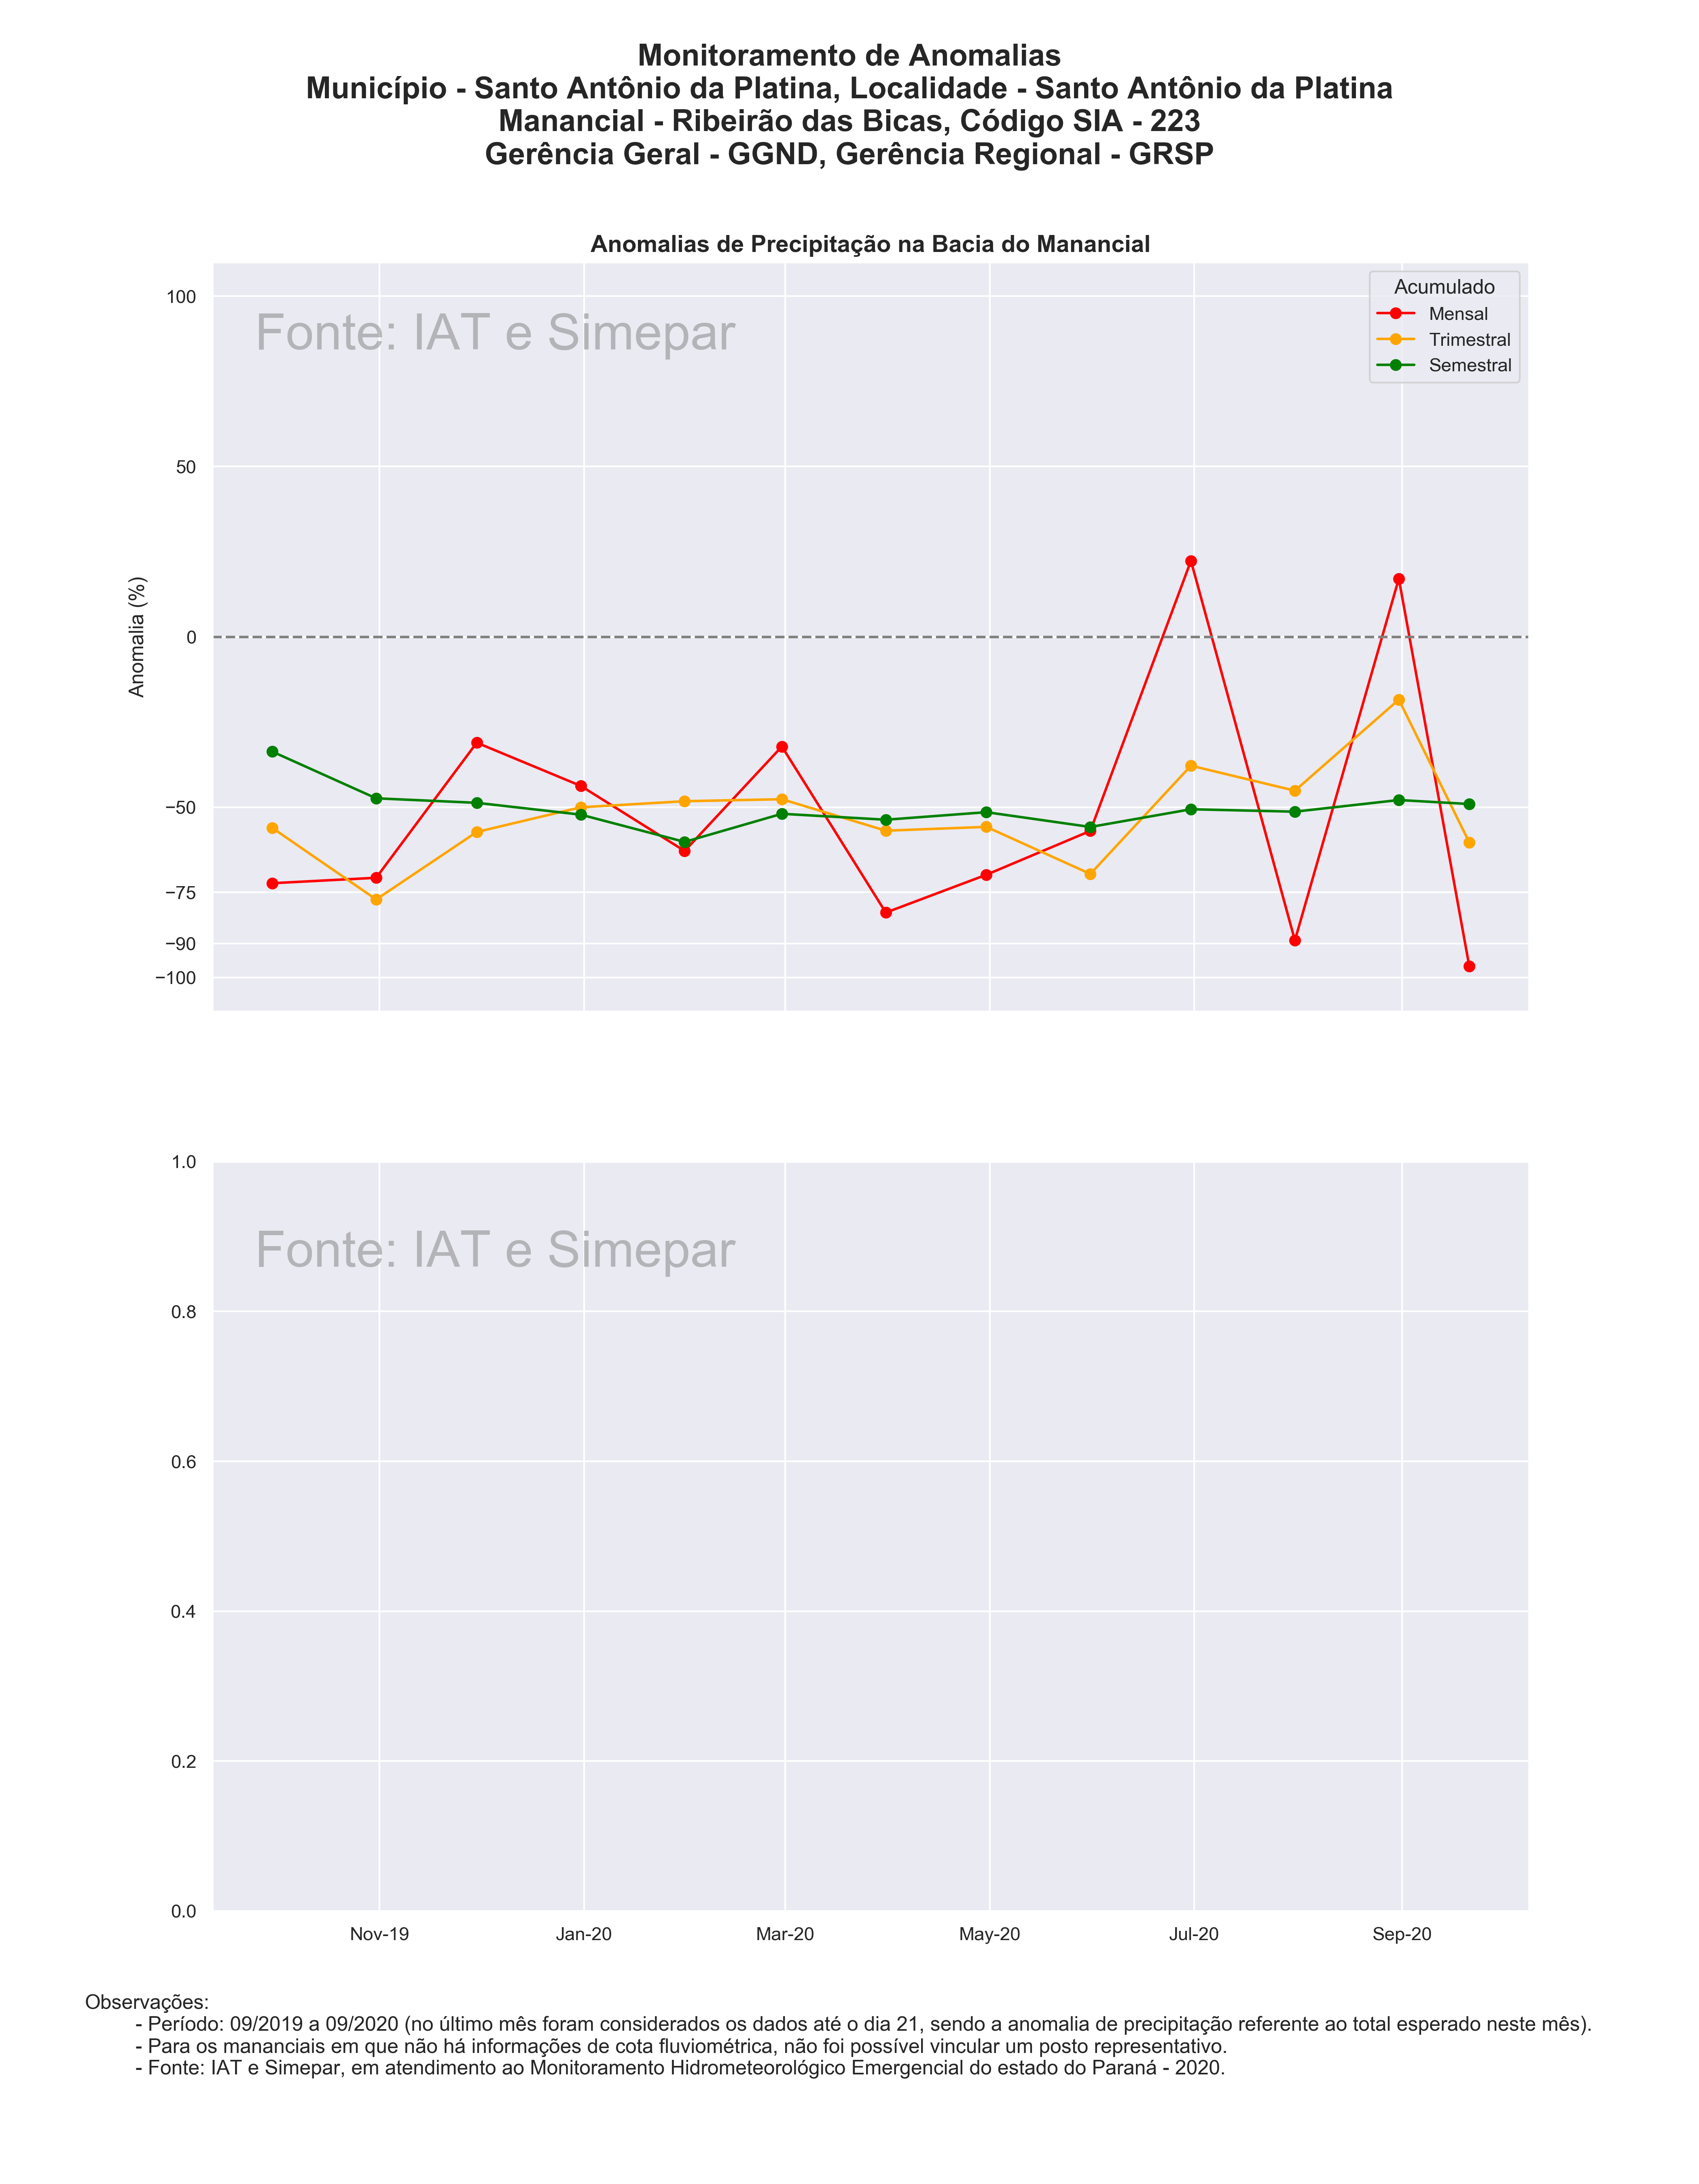 Monitoramento de Anomalias
Município - Santo Antônio da Platina, Localidade - Santo Antônio da Platina
Manancial - Ribeirão das Bicas, Código SIA - 223
Gerência Geral - GGND, Gerência Regional - GRSP
Anomalias de Precipitação na Bacia do Manancial
Fonte: IAT e Simepar
Acumulado
Mensal
Trimestral
Semestral
Anomalia (%)
100
50
0
−50
−75
−90
−100
Fonte: IAT e Simepar
1.0
0.8
0.6
0.4
0.2
0.0
Nov-19 Jan-20 Mar-20 May-20 Jul-20 Sep-20
Observações:
- Período: 09/2019 a 09/2020 (no último mês foram considerados os dados até o dia 21, sendo a anomalia de precipitação referente ao total esperado neste mês).
- Para os mananciais em que não há informações de cota fluviométrica, não foi possível vincular um posto representativo.
- Fonte: IAT e Simepar, em atendimento ao Monitoramento Hidrometeorológico Emergencial do estado do Paraná - 2020.